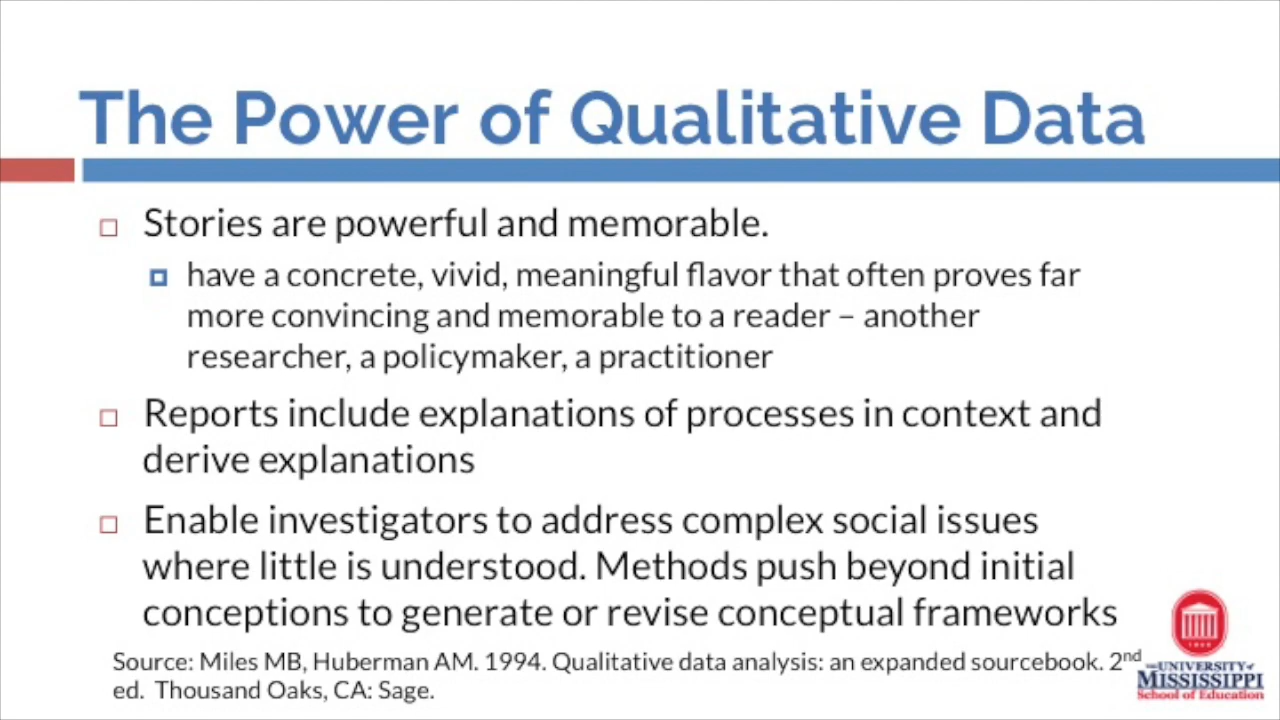 The Power of Qualitative Data
Stories are powerful and memorable.
have a concrete, vivid, meaningful flavor that often proves far
more convincing and memorable to a reader – another
researcher, a policymaker, a practitioner
Reports include explanations of processes in context and
derive explanations
Enable investigators to address complex social issues
where little is understood. Methods push beyond initial
conceptions to generate or revise conceptual frameworks
Source: Miles MB, Huberman AM. 1994. Qualitative data analysis: an expanded sourcebook. 2nd
ed. Thousand Oaks, CA: Sage.
UNIVERSITY of
MISSISSIPPI
School of Education